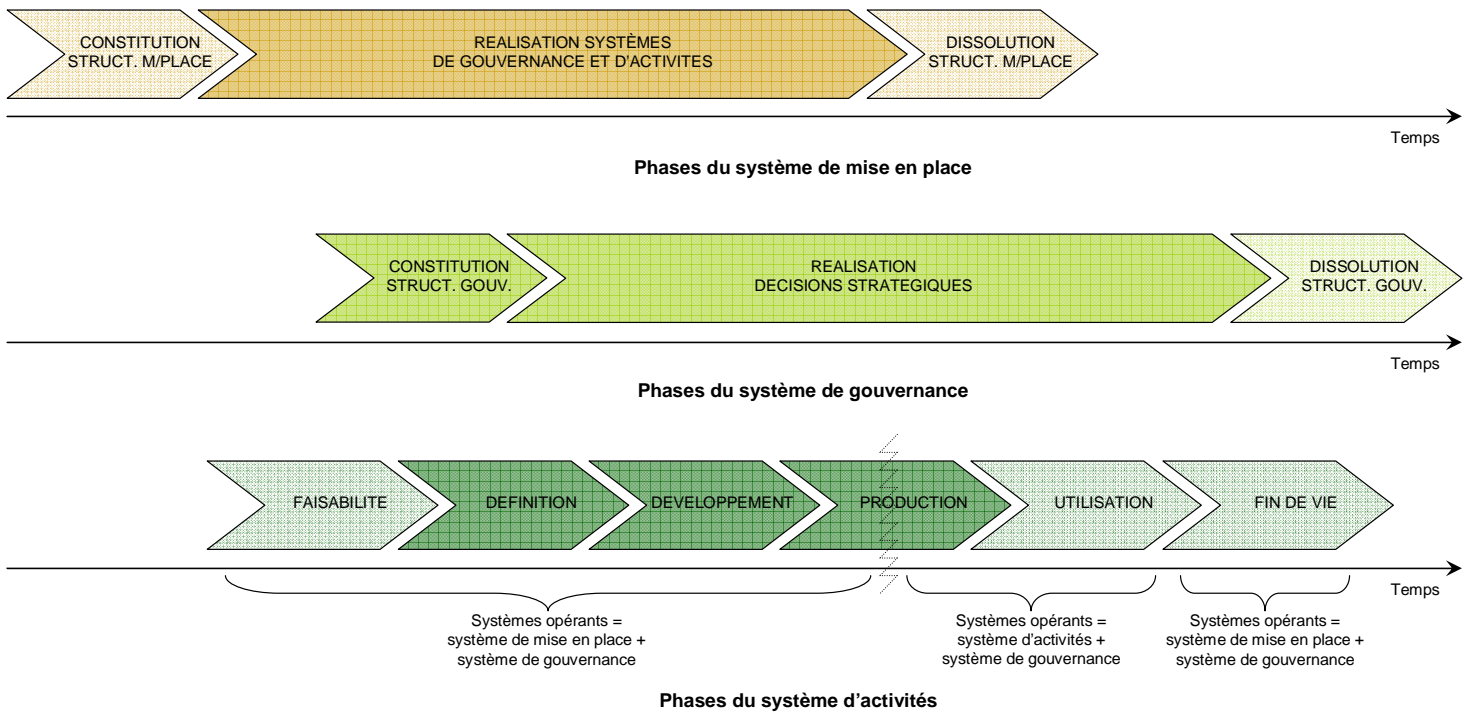 CONSTITUTION
STRUCT. M/PLACE
REALISATION SYSTÈMES
DE GOUVERNANCE ET D'ACTIVITES
DISSOLUTION
STRUCT. M/PLACE
Temps
Phases du système de mise en place
CONSTITUTION
STRUCT. GOUV.
REALISATION
DECISIONS STRATEGIQUES
DISSOLUTION
STRUCT. GOUV.
Temps
Phases du système de gouvernance
FAISABILITE
DEFINITION
DEVELOPPEMENT
PRODUCTION
UTILISATION
FIN DE VIE
Temps
Systèmes opérants =
système de mise en place +
système de gouvernance
Systèmes opérants =
système d'activités +
système de gouvernance
Systèmes opérants =
système de mise en place +
système de gouvernance
Phases du système d'activités